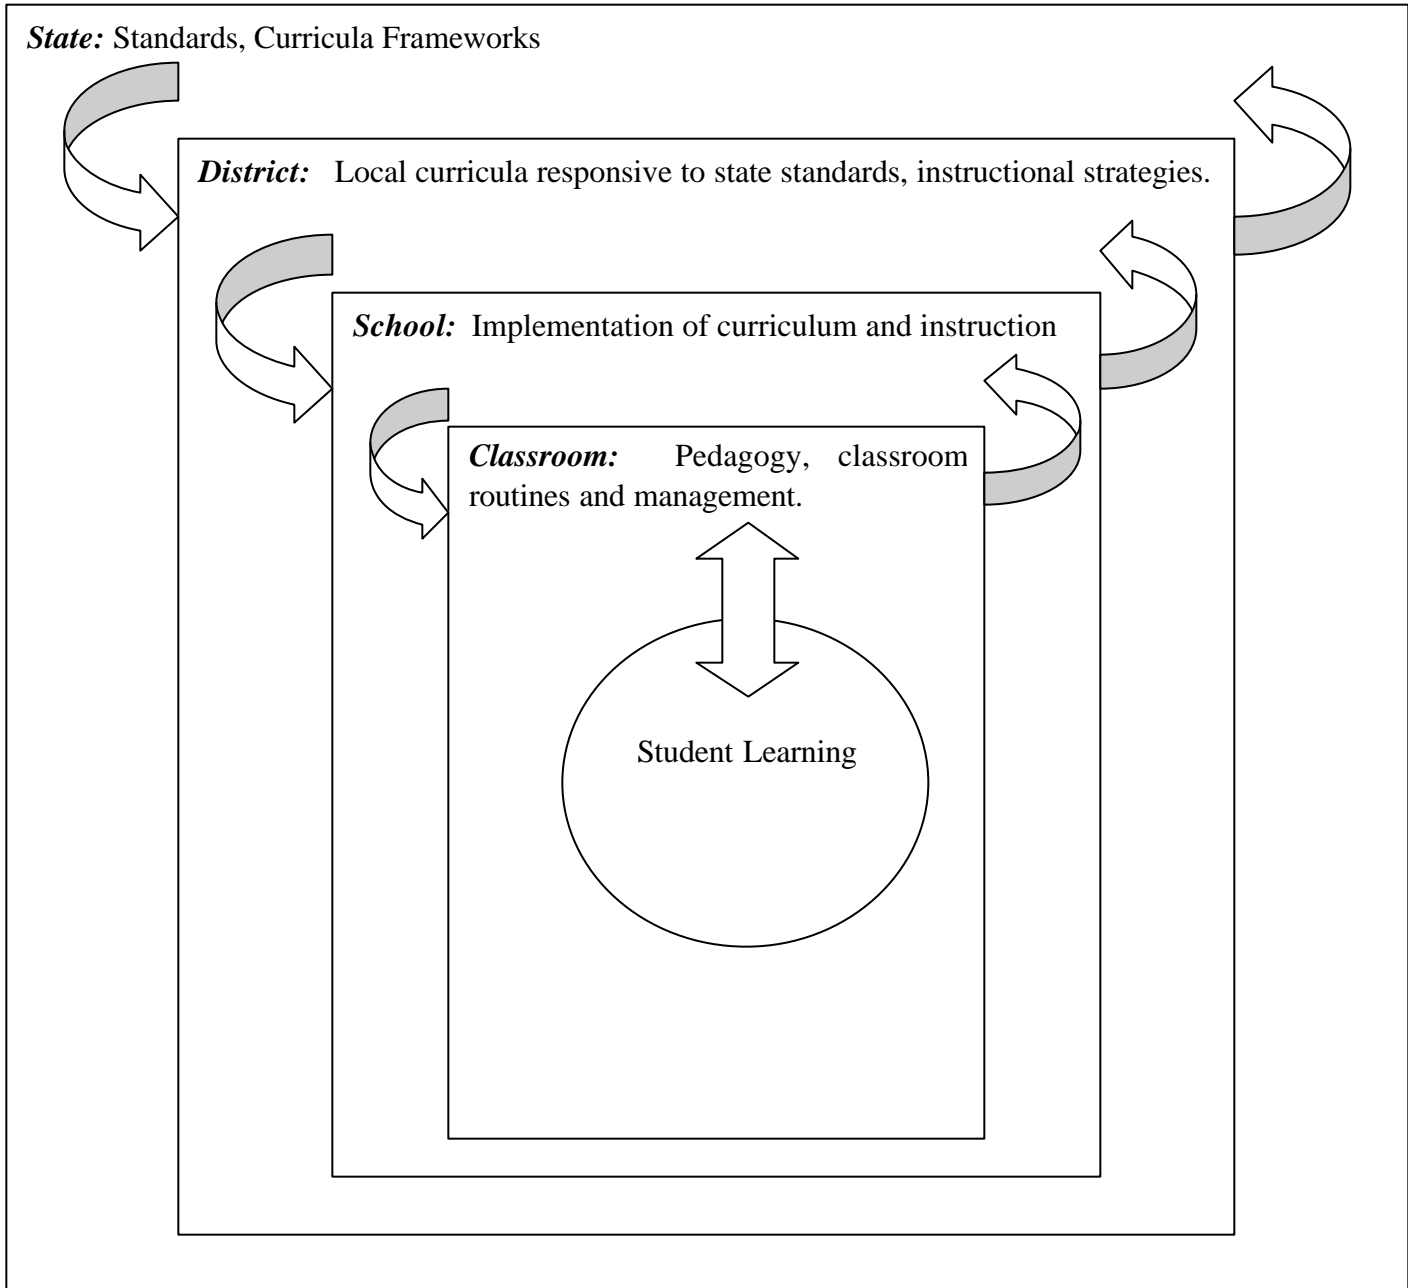 State: Standards, Curricula Frameworks
District: Local curricula responsive to state standards, instructional strategies.
School: Implementation of curriculum and instruction
Classroom: Pedagogy, classroom
routines and management.
Student Learning